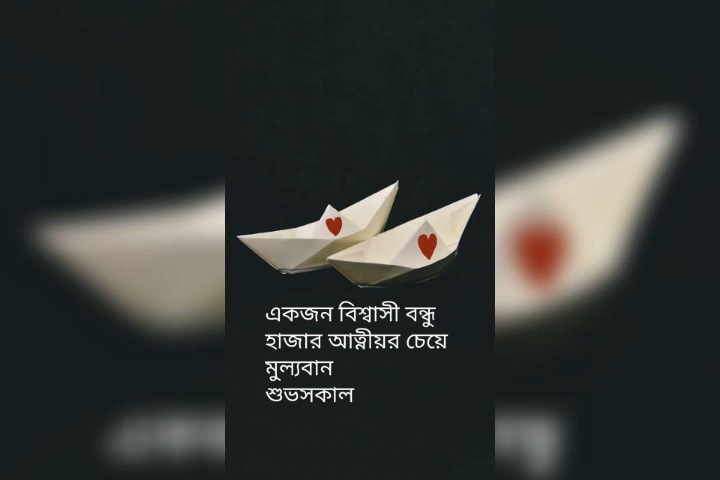 একজন বিশ্বাসী বন্ধু
হাজার আত্নীয়র চেয়ে
মুল্যবান
শুভসকাল